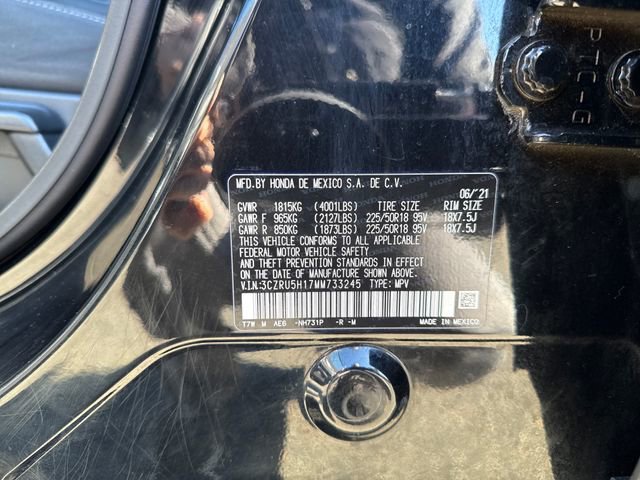 PTC-G
MFD.BY HONDA DE MEXICO S.A. DE C.V. 06/'21
GVWR 1815KG (4001LBS) TIRE SIZE RIM SIZE
GAWR F 965KG (2127LBS) 225/50R18 95V 18X7.5J
GAWR R 850KG (1873LBS) 225/50R18 95V 18X7.5J
THIS VEHICLE CONFORMS TO ALL APPLICABLE
FEDERAL MOTOR VEHICLE SAFETY
AND THEFT PREVENTION STANDARDS IN EFFECT
ON THE DATE OF MANUFACTURE SHOWN ABOVE.
V.I.N:3CZRU5H17MM733245 TYPE: MPV
T7W M AE6 -NH731P -R -M MADE IN MEXICO